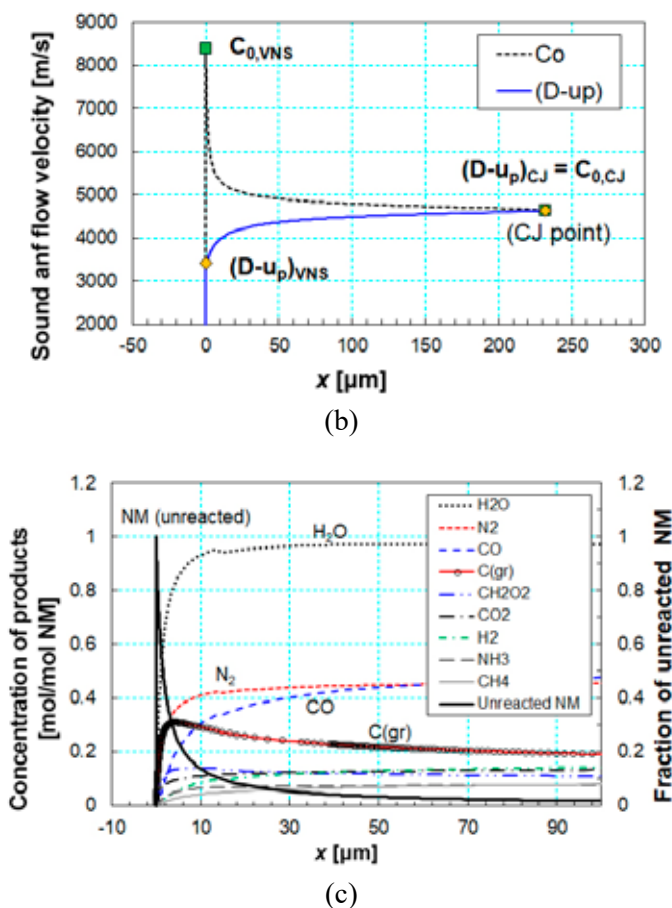 9000
8000
7000
6000
5000
4000
3000
2000
Sound anf flow velocity [m/s]
C0,VNS
Co
(D-up)
(D-up)CJ = C0,CJ
(CJ point)
(D-up)VNS
-50 0 50 100 150 200 250 300
x [µm]
(b)
1.2
1
0.8
0.6
0.4
0.2
0
Concentration of products
[mol/mol NM]
NM (unreacted)
H2O
N2
CO
C(gr)
H2O
N2
CO
C(gr)
CH2O2
CO2
H2
NH3
CH4
Unreacted NM
1.2
1
0.8
0.6
0.4
0.2
0
Fraction of unreacted NM
-10 10 30 50 70 90
x [µm]
(c)